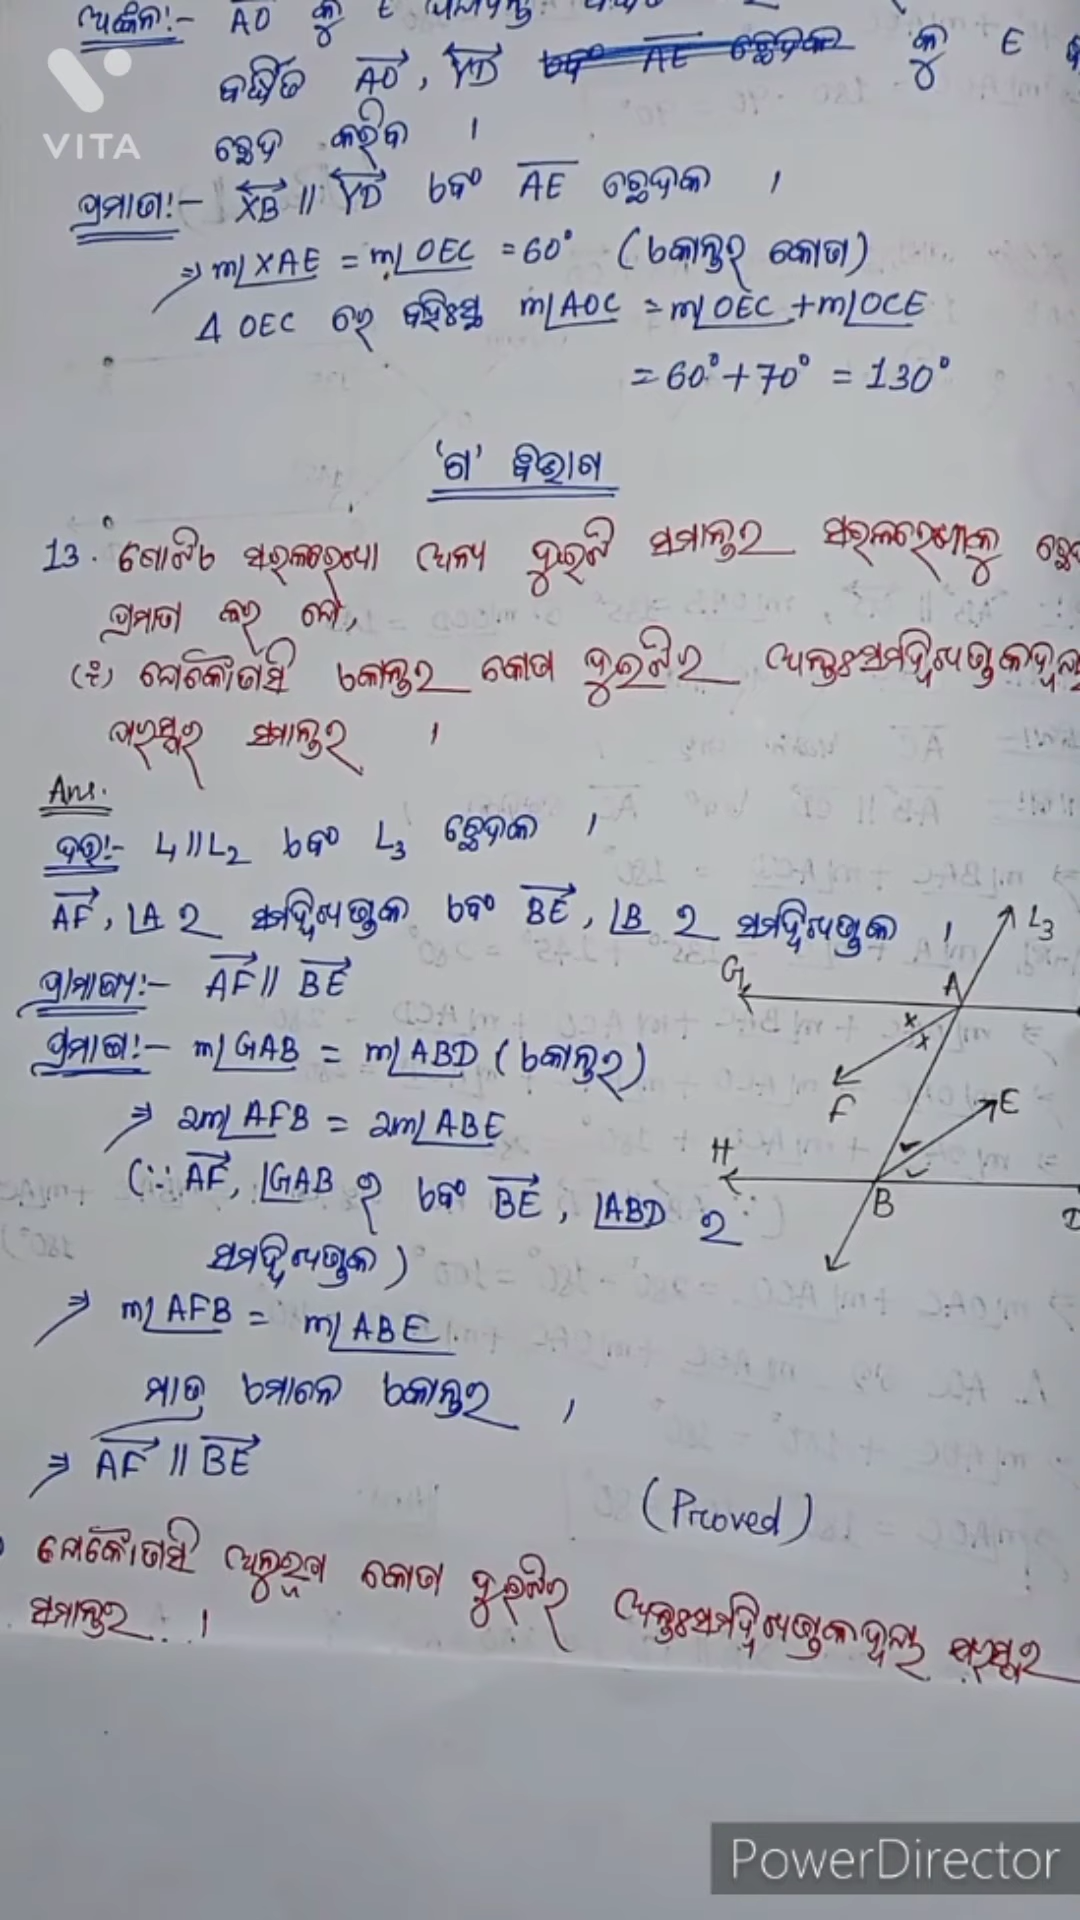 ଅଙ୍କନ:- AO କୁ E
ବର୍ଦ୍ଧିତ AO, YD କୁ E
ଛେଦ କରିବ ।
VITA
ପ୍ରମାଣ:- XB || YD ଏବଂ AE ଛେଦକ ।
⇒ m∠XAE = m∠OEC = 60° (ଏକାନ୍ତର କୋଣ)
Δ OEC ରେ ବହିଃସ୍ଥ m∠AOC = m∠OEC + m∠OCE
= 60° + 70° = 130°
'ଗ' ବିଭାଗ
13. ଗୋଟିଏ ସରଳରେଖା ଅନ୍ୟ ଦୁଇଟି ସମାନ୍ତର ସରଳରେଖାକୁ
ପ୍ରମାଣ କର ଯେ,
ଯେକୌଣସି ଏକାନ୍ତର କୋଣ ଦୁଇଟିର ଅନ୍ତଃସମଦ୍ୱିଖଣ୍ଡକଦ୍ୱୟ
ପରସ୍ପର ସମାନ୍ତର ।
Ans.
ଦତ୍ତ:- L1 || L2 ଏବଂ L3 ଛେଦକ ।
AF, ∠A ର ସମଦ୍ୱିଖଣ୍ଡକ ଏବଂ BE, ∠B ର ସମଦ୍ୱିଖଣ୍ଡକ ।
ପ୍ରାମାଣ୍ୟ:- AF || BE
ପ୍ରମାଣ:- m∠GAB = m∠ABD (ଏକାନ୍ତର)
⇒ 2m∠AFB = 2m∠ABE
(∵ AF, ∠GAB ର ଏବଂ BE, ∠ABD ର
ସମଦ୍ୱିଖଣ୍ଡକ)
⇒ m∠AFB = m∠ABE
ମାତ୍ର ଏମାନେ ଏକାନ୍ତର ।
⇒ AF || BE
(Proved)
L3
G A
F E
H B D
ଯେକୌଣସି ଅନୁରୂପ କୋଣ ଦୁଇଟିର ଅନ୍ତଃସମଦ୍ୱିଖଣ୍ଡକଦ୍ୱୟ ପରସ୍ପର
ସମାନ୍ତର ।
PowerDirector